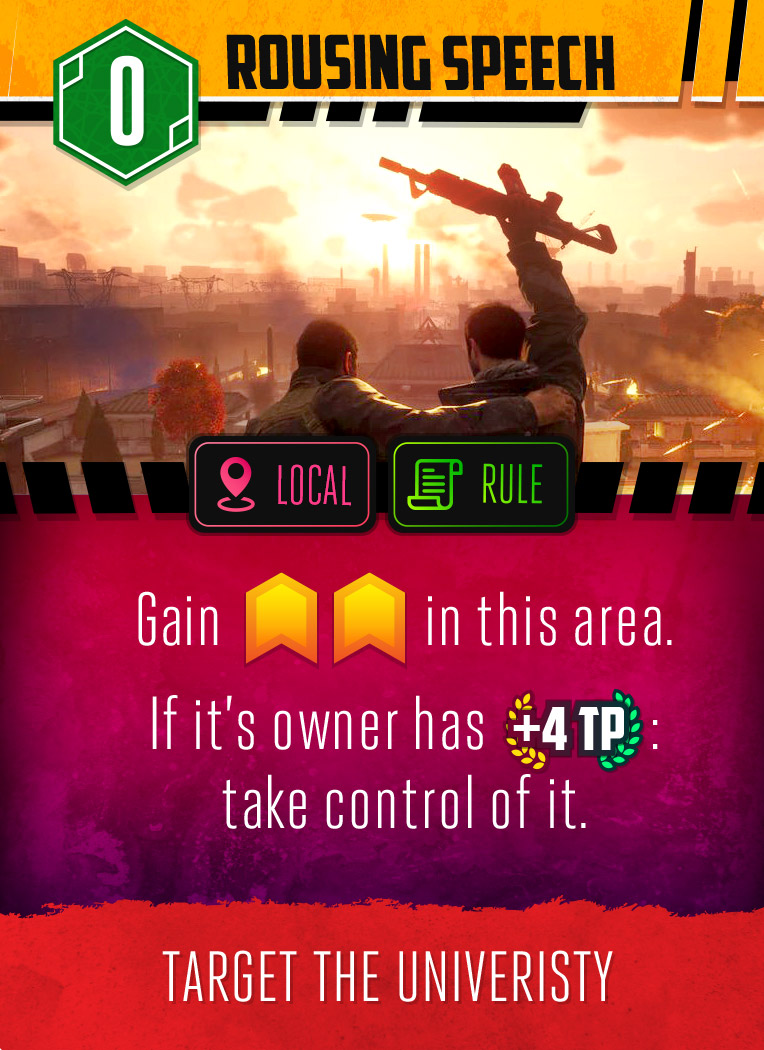 0
ROUSING SPEECH
LOCAL
RULE
Gain in this area.
If it's owner has +4 TP :
take control of it.
TARGET THE UNIVERISTY